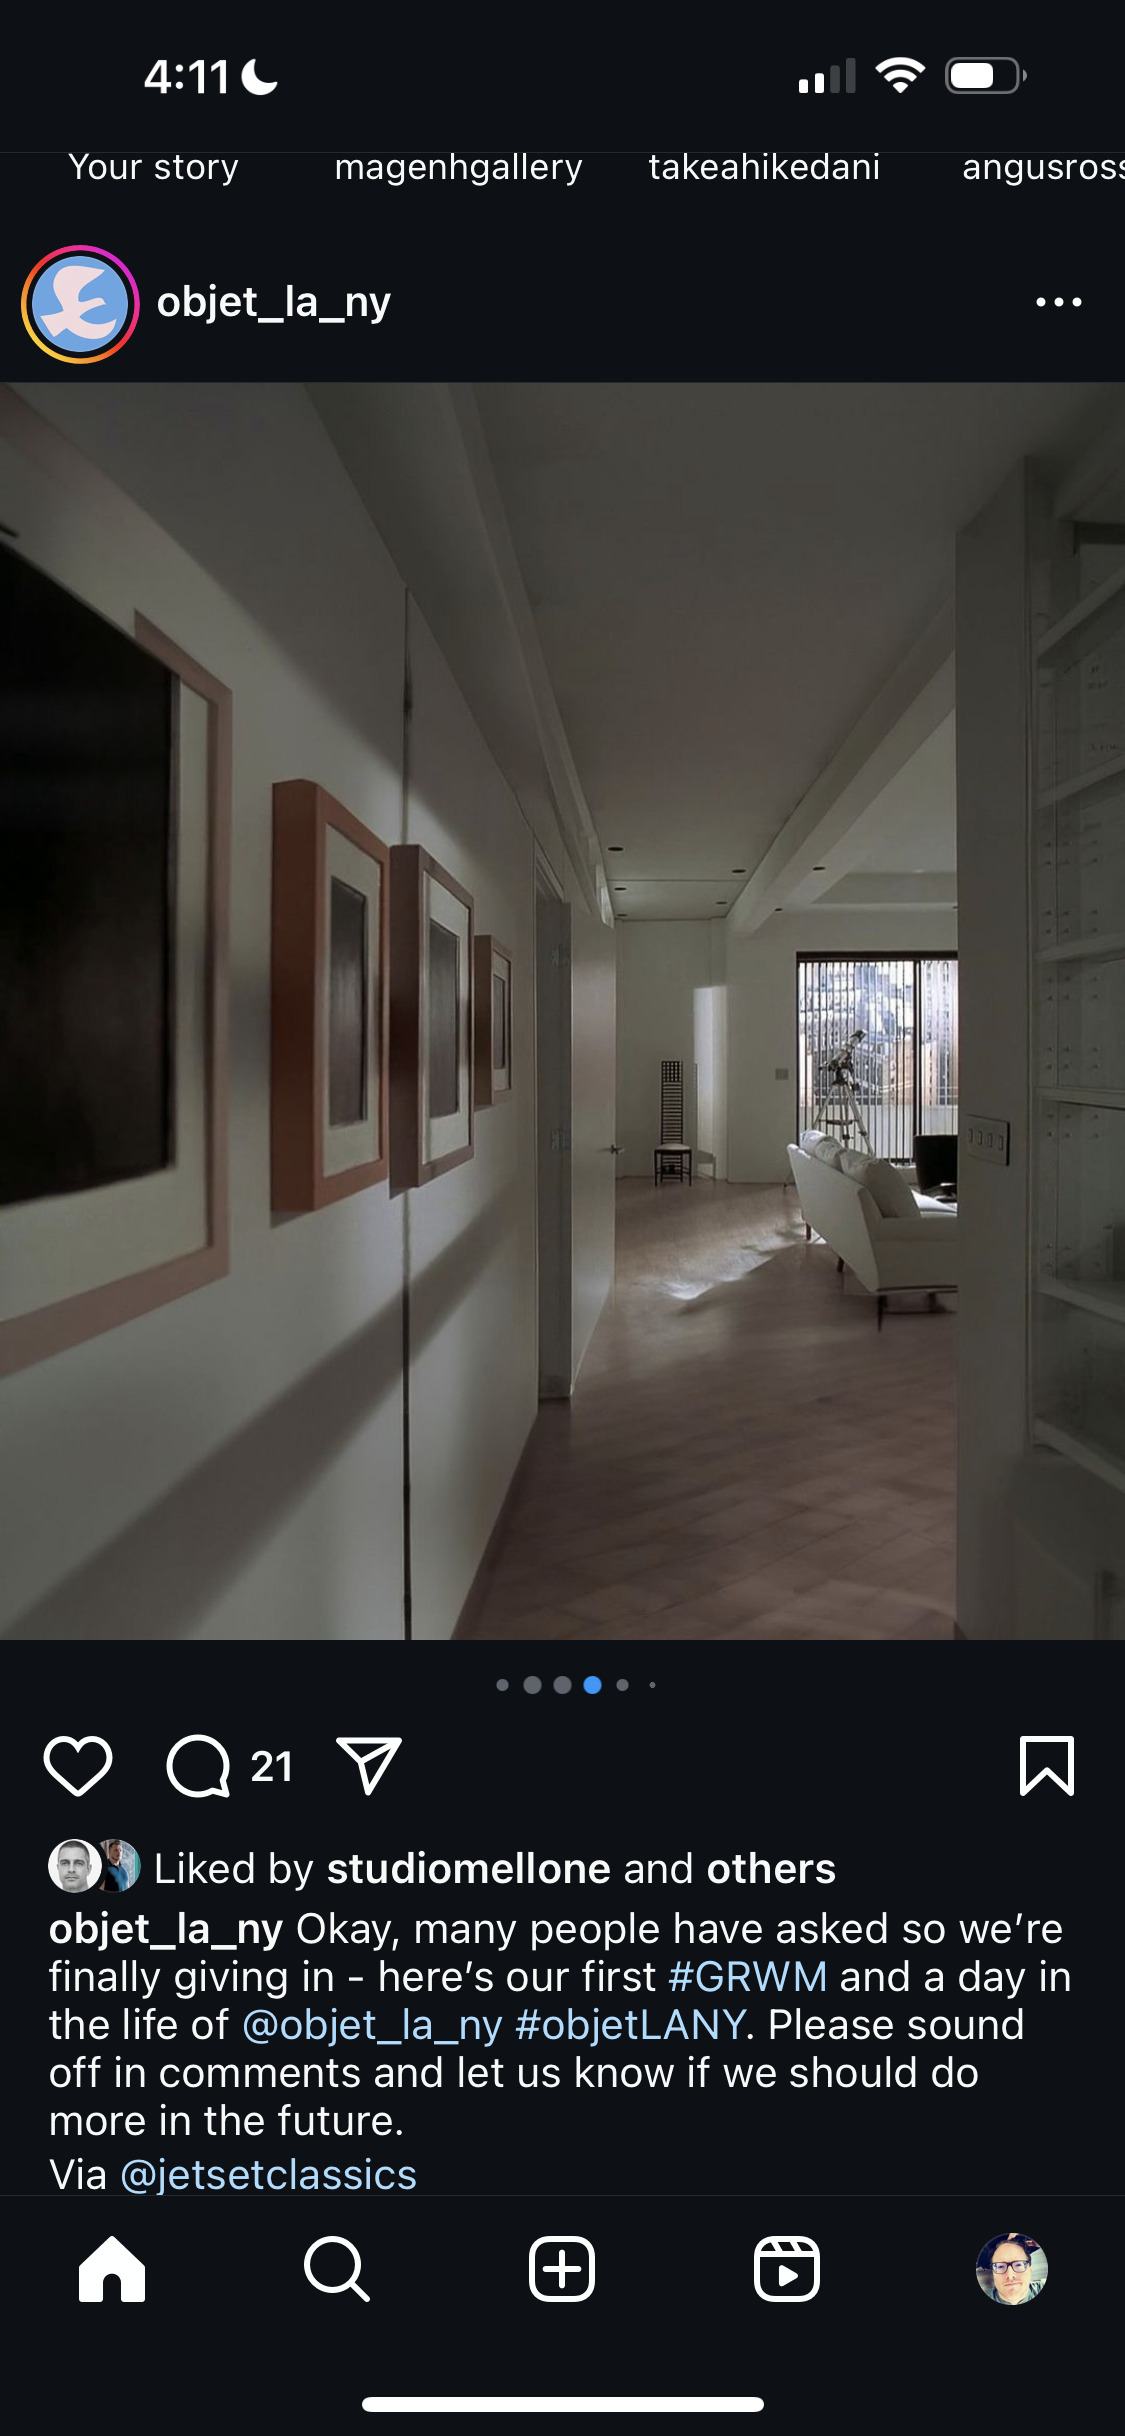 4:11
Your story magenhgallery takeahikedani angusross
objet_la_ny
21
Liked by studiomellone and others
objet_la_ny Okay, many people have asked so we’re
finally giving in - here’s our first #GRWM and a day in
the life of @objet_la_ny #objetLANY. Please sound
off in comments and let us know if we should do
more in the future.
Via @jetsetclassics